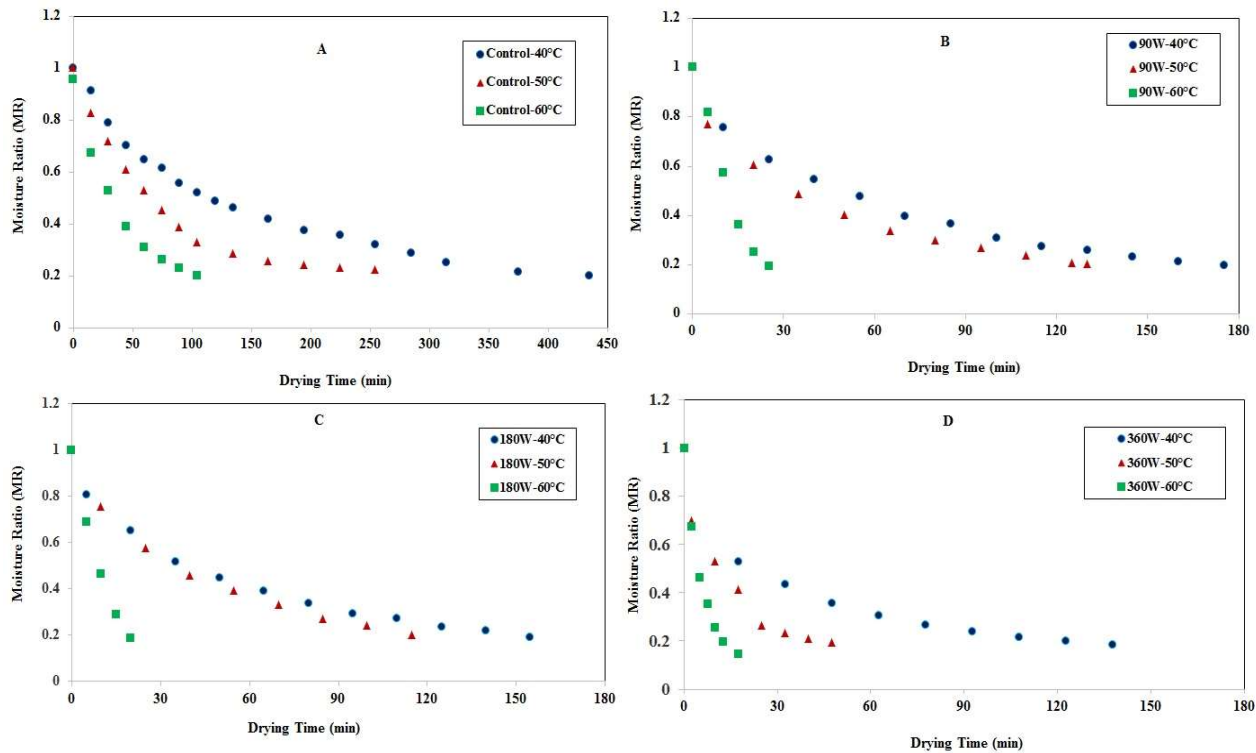 A
Control-40°C
Control-50°C
Control-60°C
1.2
1
0.8
0.6
0.4
0.2
0
0 50 100 150 200 250 300 350 400 450
Moisture Ratio (MR)
Drying Time (min)
B
90W-40°C
90W-50°C
90W-60°C
1.2
1
0.8
0.6
0.4
0.2
0
0 30 60 90 120 150 180
Moisture Ratio (MR)
Drying Time (min)
C
180W-40°C
180W-50°C
180W-60°C
1.2
1
0.8
0.6
0.4
0.2
0
0 30 60 90 120 150 180
Moisture Ratio (MR)
Drying Time (min)
D
360W-40°C
360W-50°C
360W-60°C
1.2
1
0.8
0.6
0.4
0.2
0
0 30 60 90 120 150 180
Moisture Ratio (MR)
Drying Time (min)